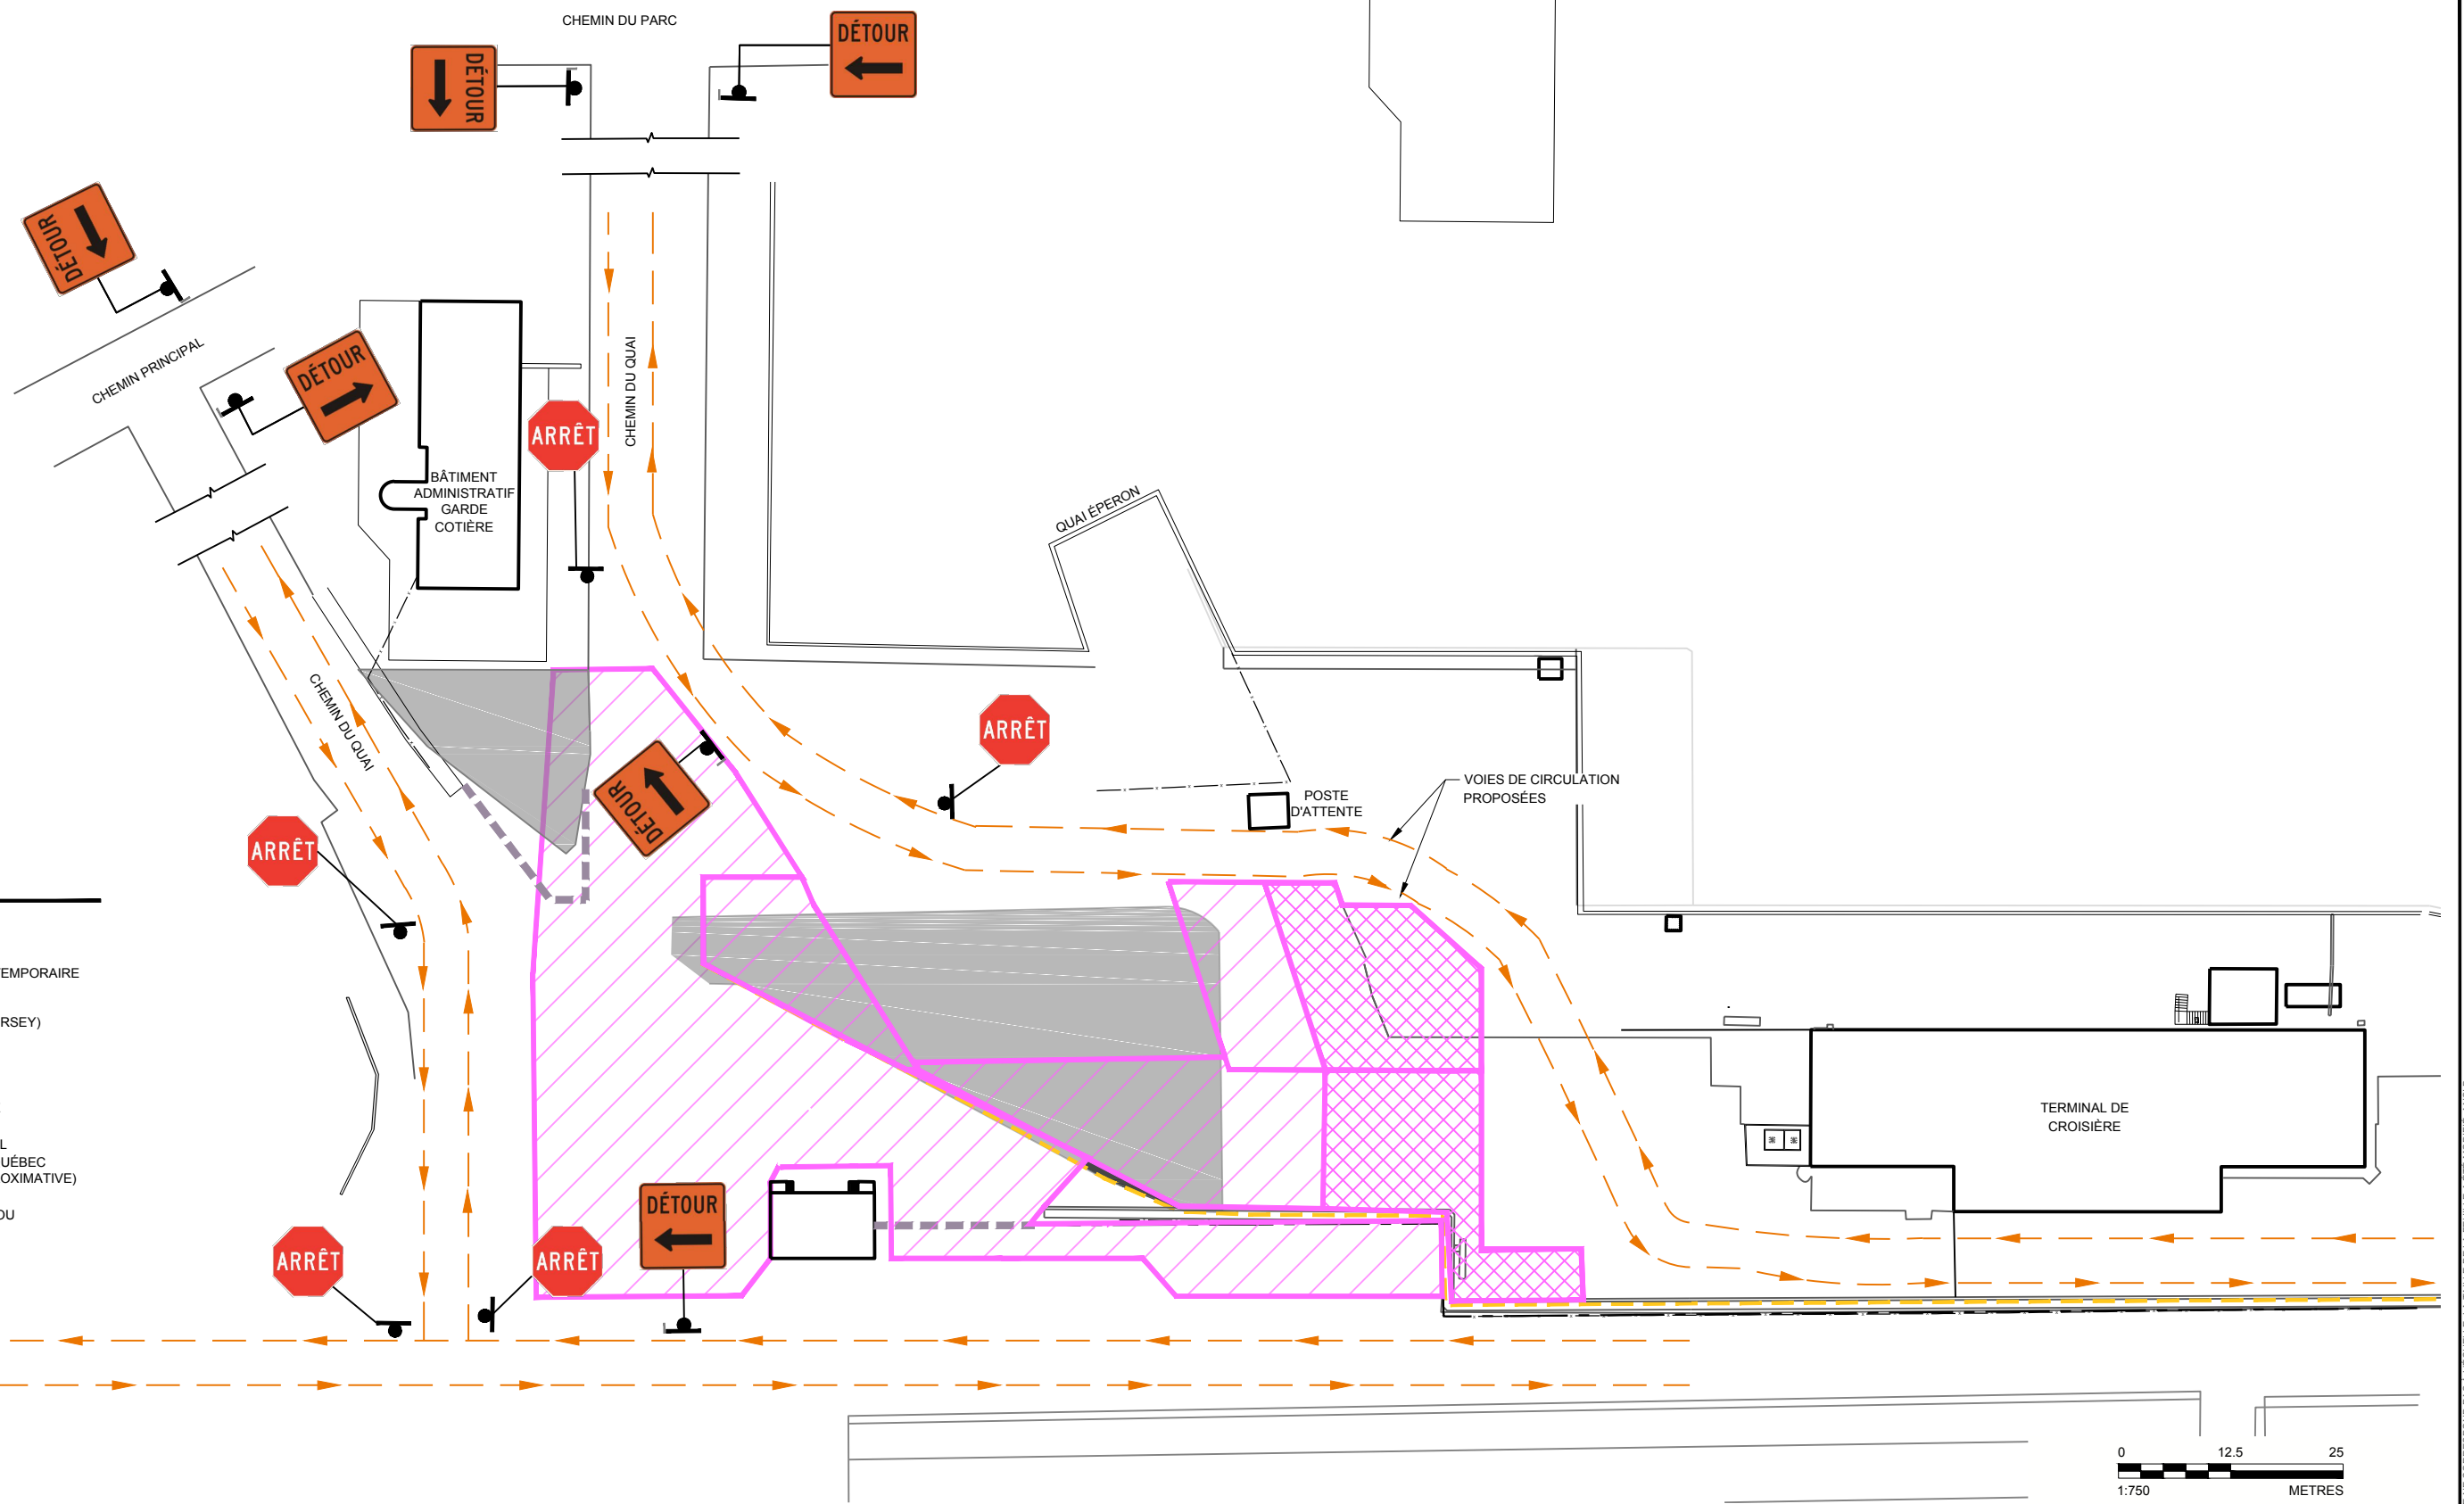 CHEMIN DU PARC
DÉTOUR
DÉTOUR
DÉTOUR
CHEMIN PRINCIPAL
DÉTOUR
CHEMIN DU QUAI
ARRÊT
BÂTIMENT
ADMINISTRATIF
GARDE
COTIÈRE
QUAI ÉPERON
CHEMIN DU QUAI
ARRÊT
DÉTOUR
VOIES DE CIRCULATION
PROPOSÉES
POSTE
D'ATTENTE
ARRÊT
TEMPORAIRE
RSEY)
L
UÉBEC
OXIMATIVE)
OU
TERMINAL DE
CROISIÈRE
DÉTOUR
ARRÊT
ARRÊT
0 12.5 25
1:750 METRES